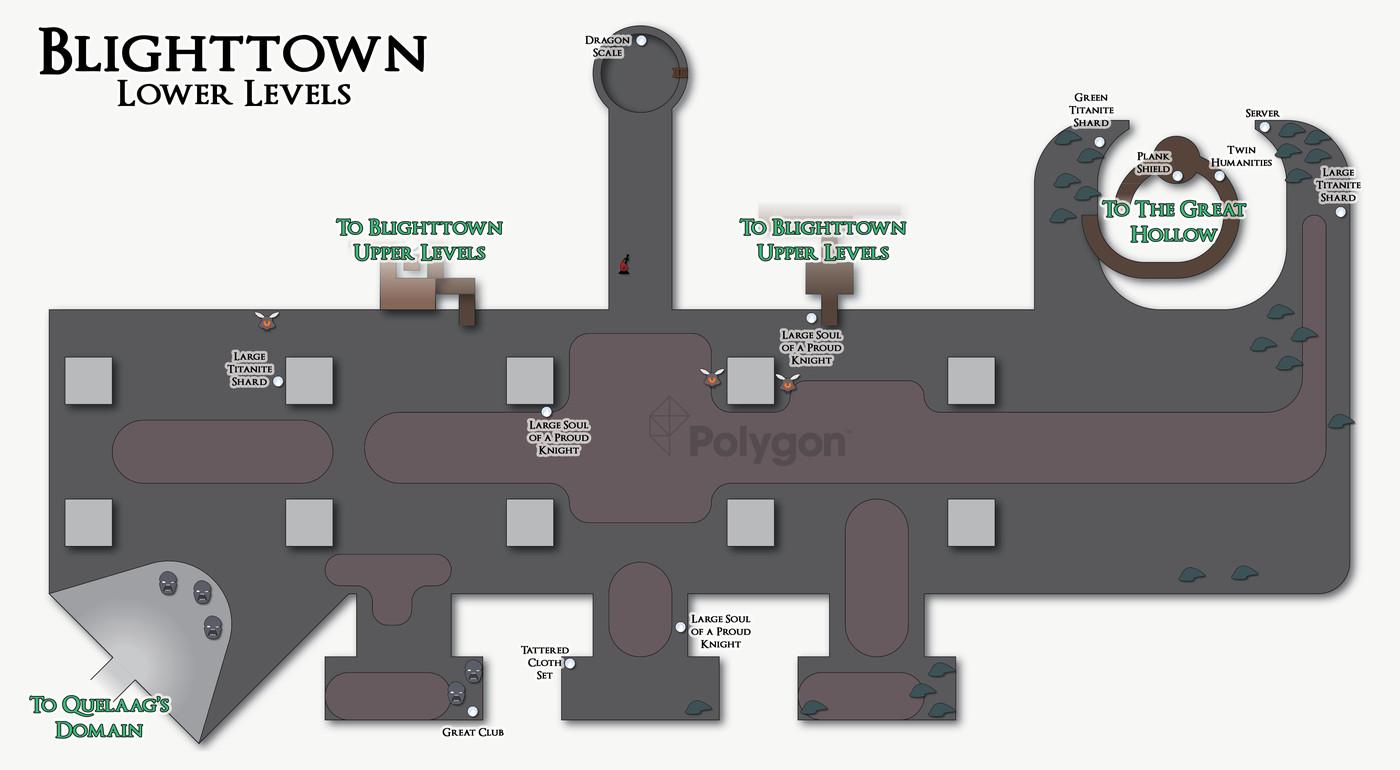 Blighttown
Lower Levels
Dragon
Scale
Green
Titanite
Shard
Server
Plank
Shield
Twin
Humanities
Large
Titanite
Shard
To The Great
Hollow
To Blighttown
Upper Levels
To Blighttown
Upper Levels
Large Soul
of a Proud
Knight
Large
Titanite
Shard
Large Soul
of a Proud
Knight
Polygon™
Large Soul
of a Proud
Knight
Tattered
Cloth
Set
To Quelaag's
Domain
Great Club